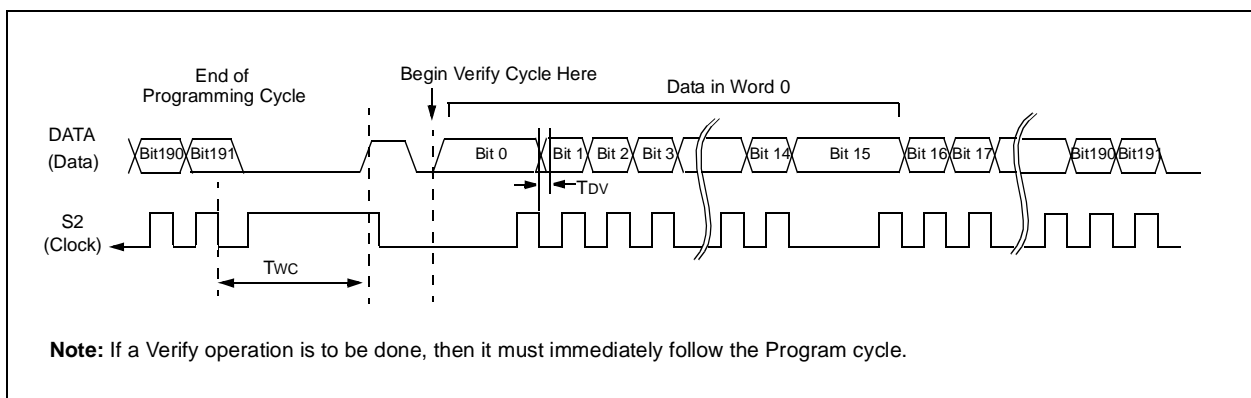 End of
Programming Cycle
Begin Verify Cycle Here
Data in Word 0
DATA
(Data)
Bit190 Bit191 Bit 0 Bit 1 Bit 2 Bit 3 Bit 14 Bit 15 Bit 16 Bit 17 Bit190 Bit191
TDV
S2
(Clock)
TWC
Note: If a Verify operation is to be done, then it must immediately follow the Program cycle.